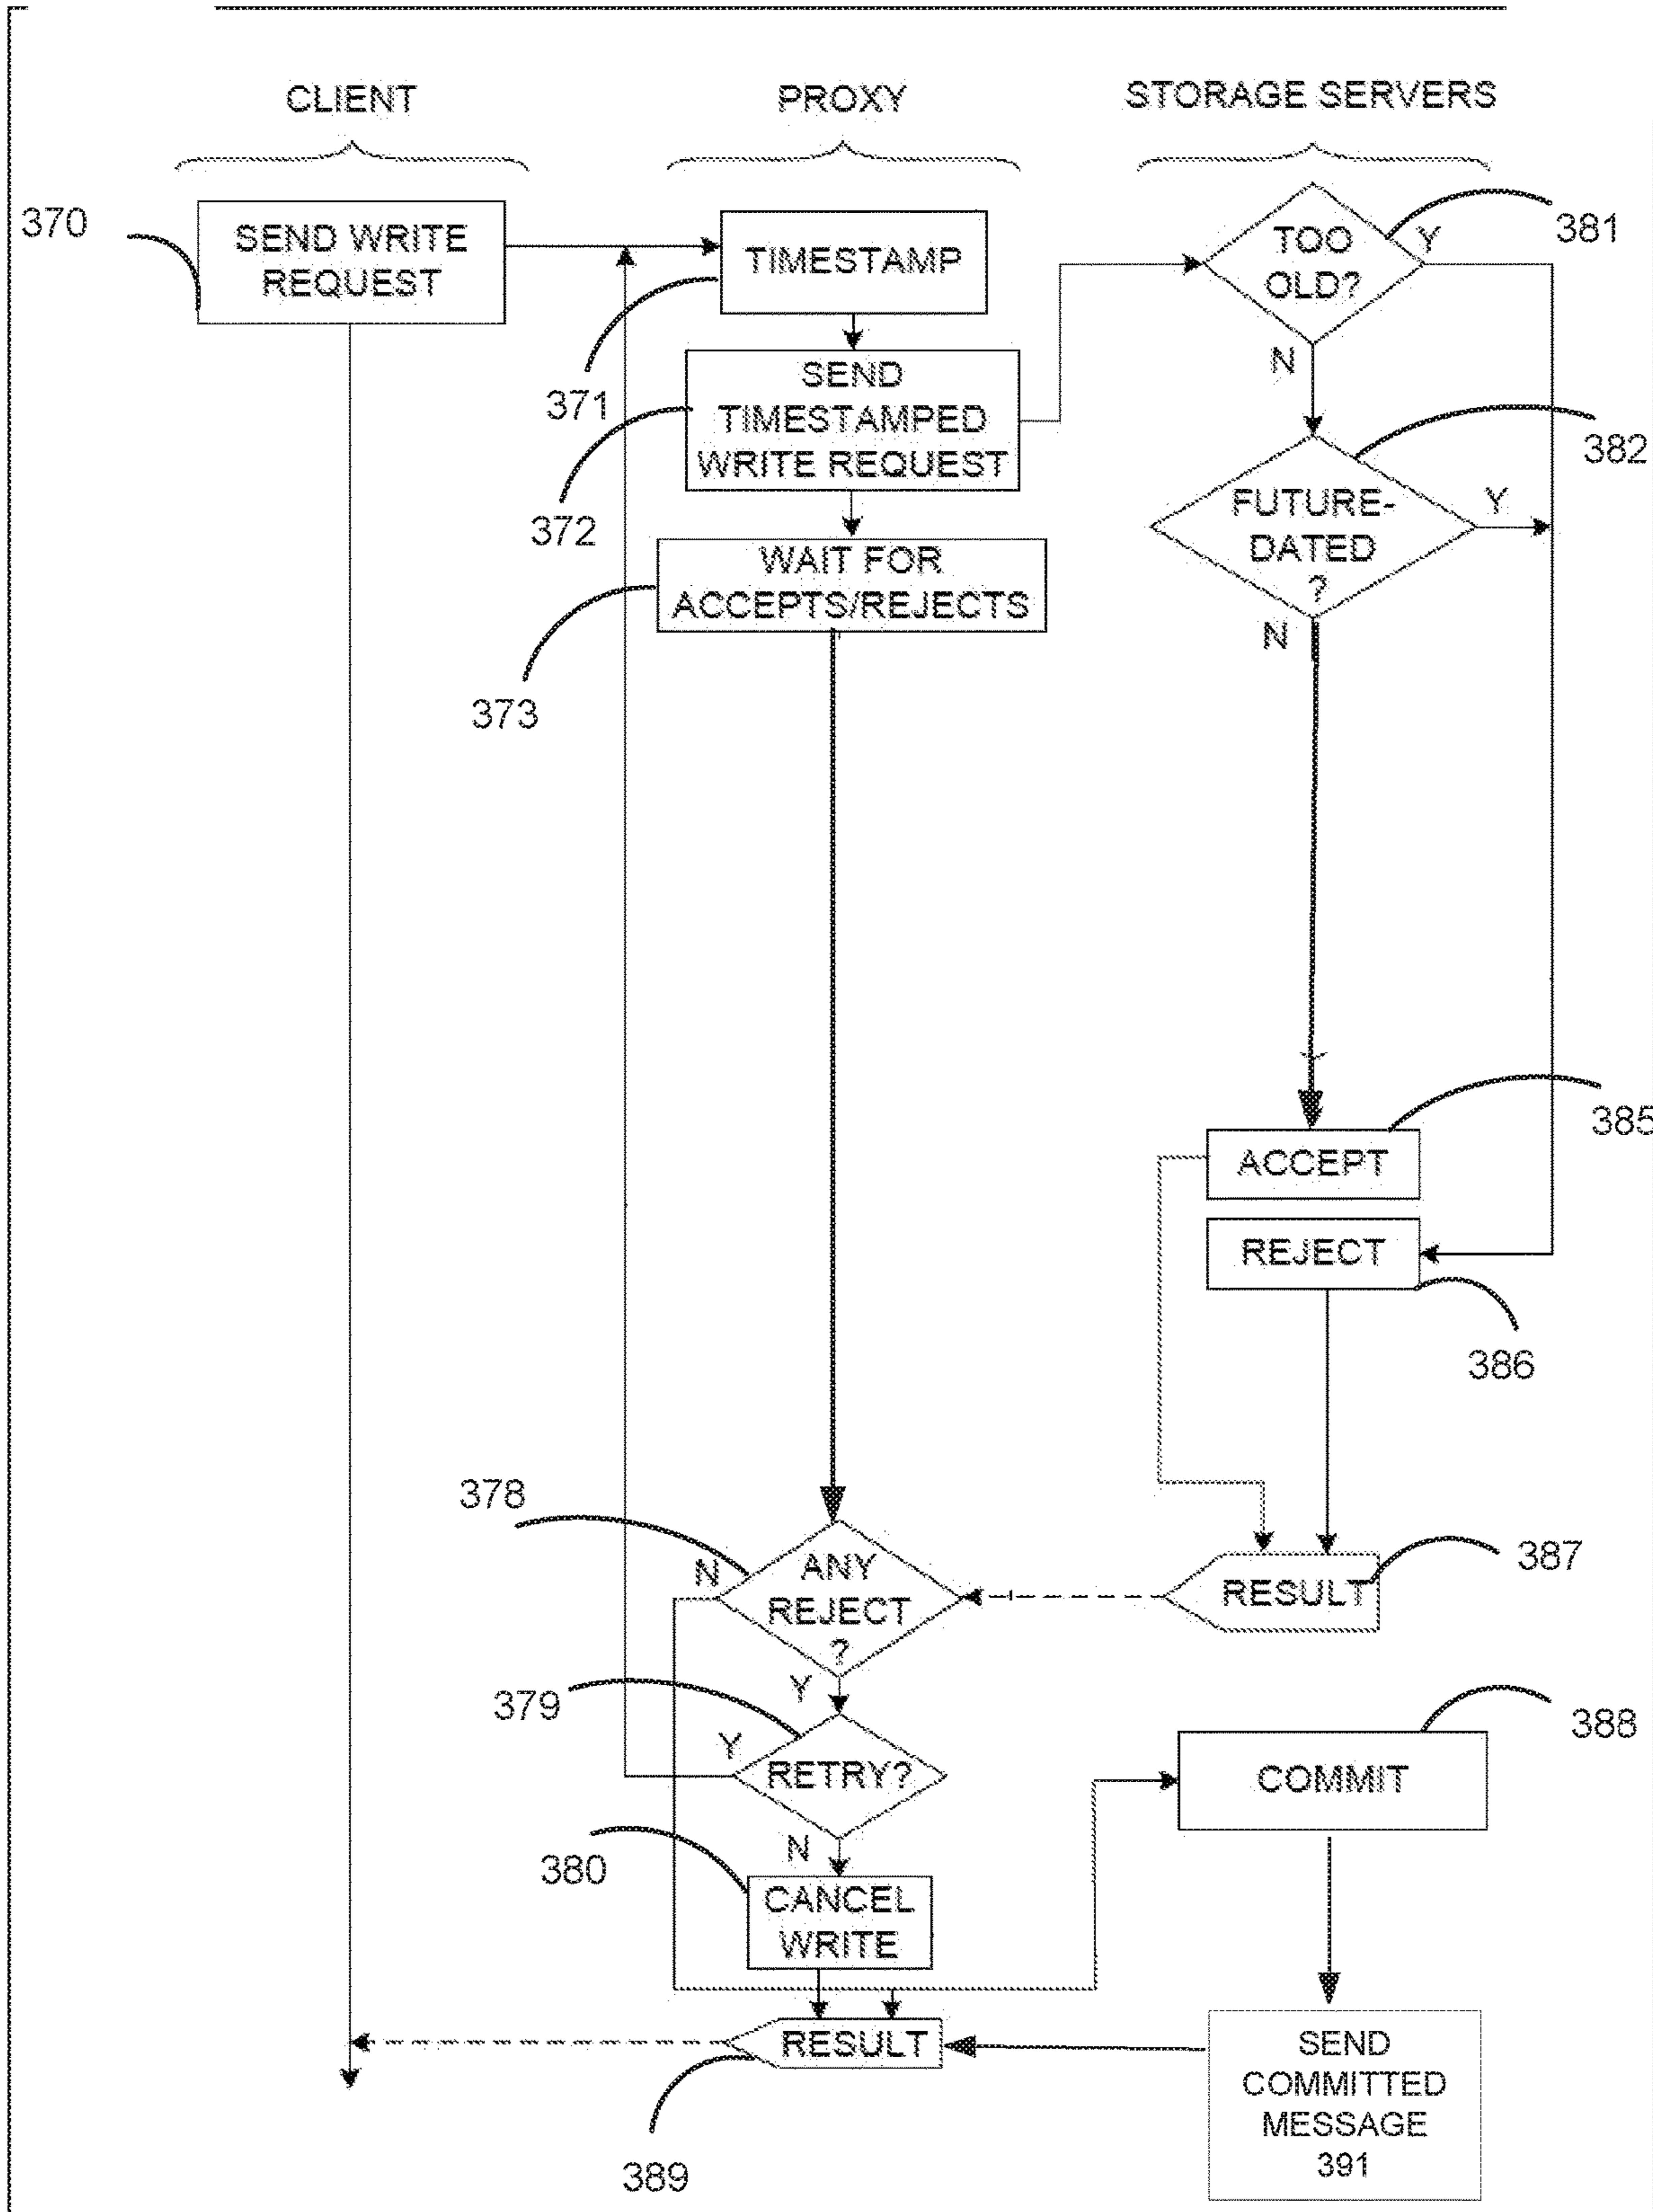 CLIENT
PROXY
STORAGE SERVERS
370
SEND WRITE
REQUEST
TIMESTAMP
371
TOO
OLD?
Y
381
N
SEND
TIMESTAMPED
WRITE REQUEST
372
382
FUTURE-
DATED
?
Y
N
WAIT FOR
ACCEPTS/REJECTS
373
385
ACCEPT
REJECT
386
378
N
ANY
REJECT
?
Y
RESULT
387
379
Y
RETRY?
N
388
COMMIT
380
CANCEL
WRITE
RESULT
389
SEND
COMMITTED
MESSAGE
391